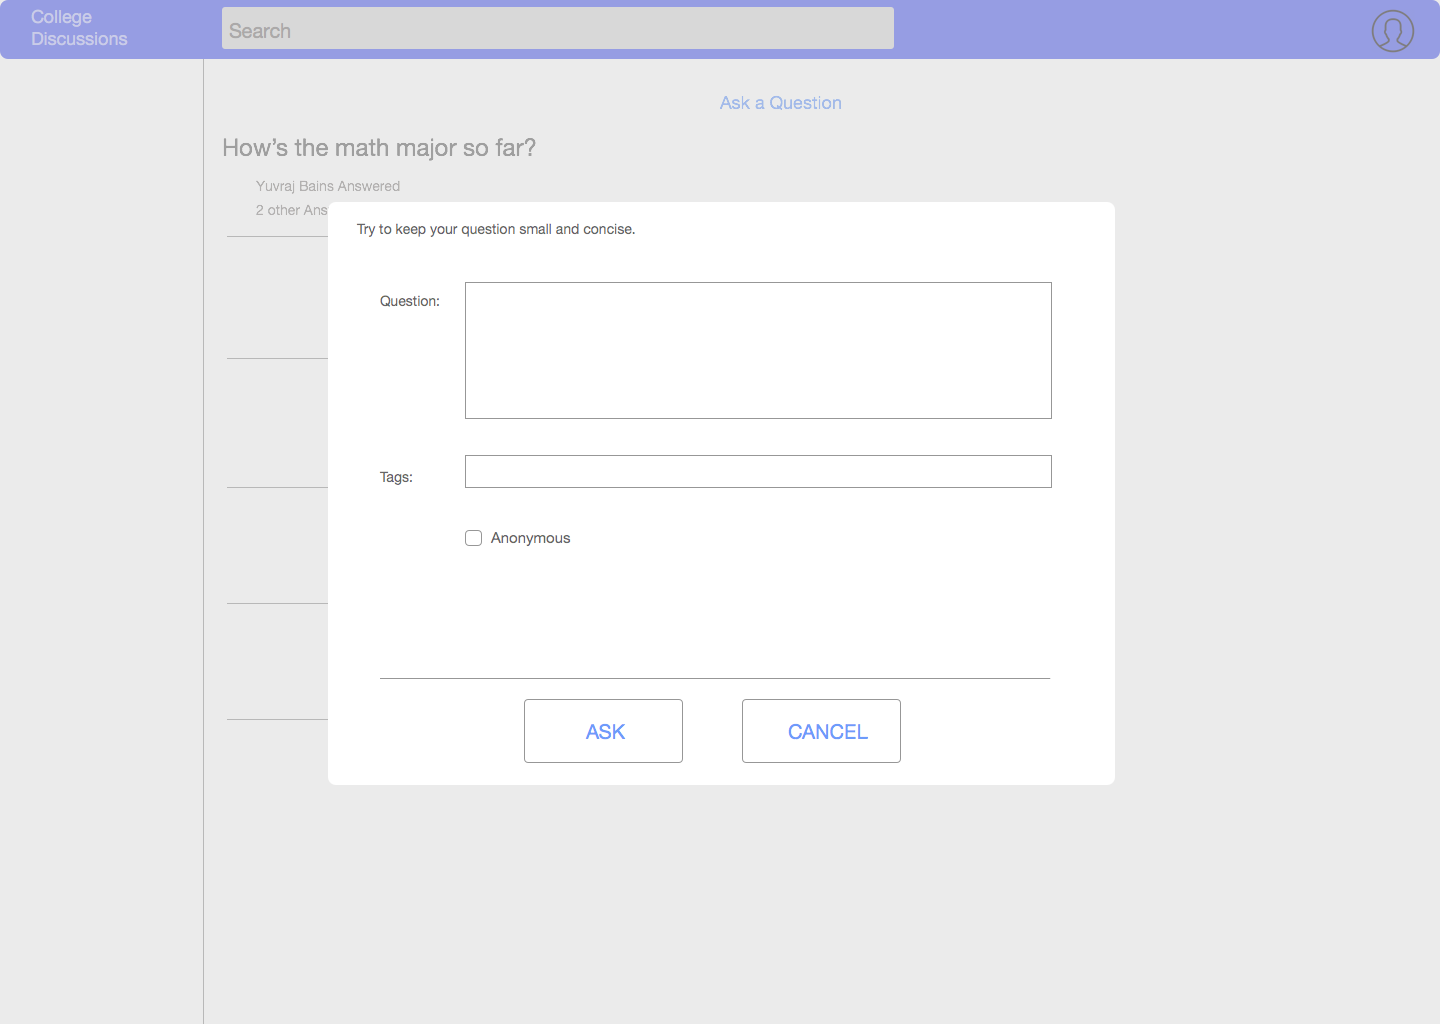 College
Discussions
Search
Ask a Question
How’s the math major so far?
Yuvraj Bains Answered
2 other Ans
Try to keep your question small and concise.
Question:
Tags:
Anonymous
ASK
CANCEL